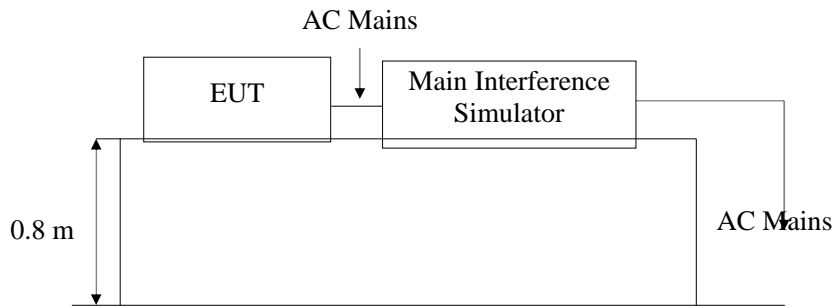 AC Mains
EUT
Main Interference
Simulator
0.8 m
AC Mains